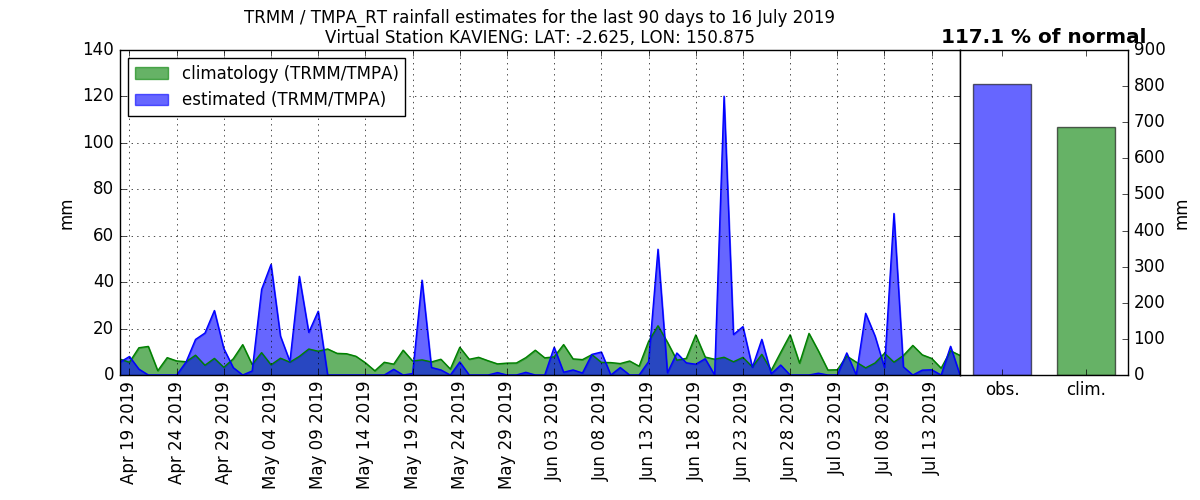 TRMM / TMPA_RT rainfall estimates for the last 90 days to 16 July 2019
Virtual Station KAVIENG: LAT: -2.625, LON: 150.875
117.1 % of normal
climatology (TRMM/TMPA)
estimated (TRMM/TMPA)
mm
140
120
100
80
60
40
20
0
Apr 19 2019
Apr 24 2019
Apr 29 2019
May 04 2019
May 09 2019
May 14 2019
May 19 2019
May 24 2019
May 29 2019
Jun 03 2019
Jun 08 2019
Jun 13 2019
Jun 18 2019
Jun 23 2019
Jun 28 2019
Jul 03 2019
Jul 08 2019
Jul 13 2019
900
800
700
600
500
400
300
200
100
0
mm
obs.
clim.